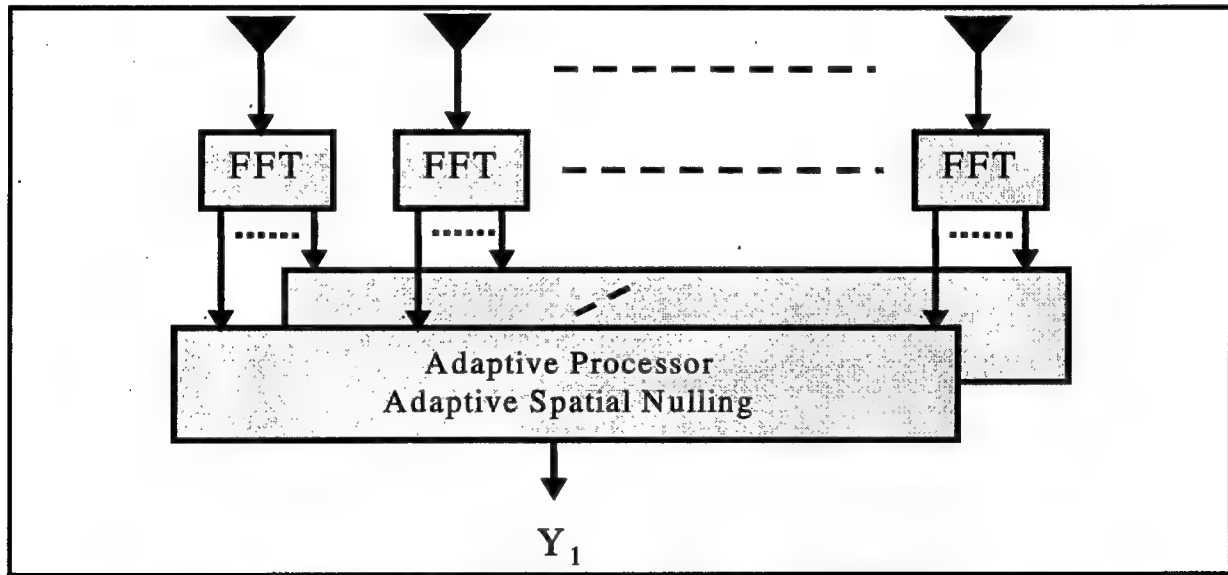 FFT FFT FFT
Adaptive Processor
Adaptive Spatial Nulling
Y1